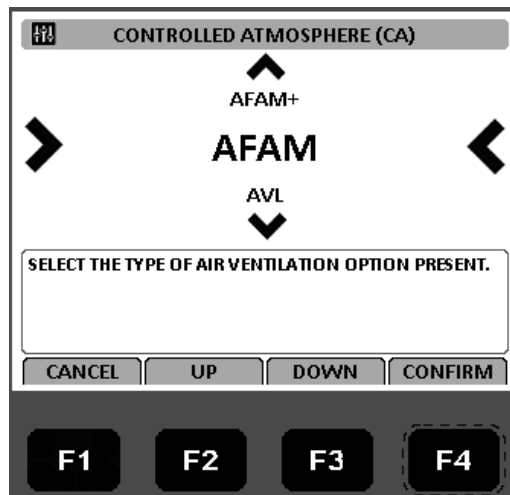 CONTROLLED ATMOSPHERE (CA)
AFAM+
AFAM
AVL
SELECT THE TYPE OF AIR VENTILATION OPTION PRESENT.
CANCEL UP DOWN CONFIRM
F1 F2 F3 F4